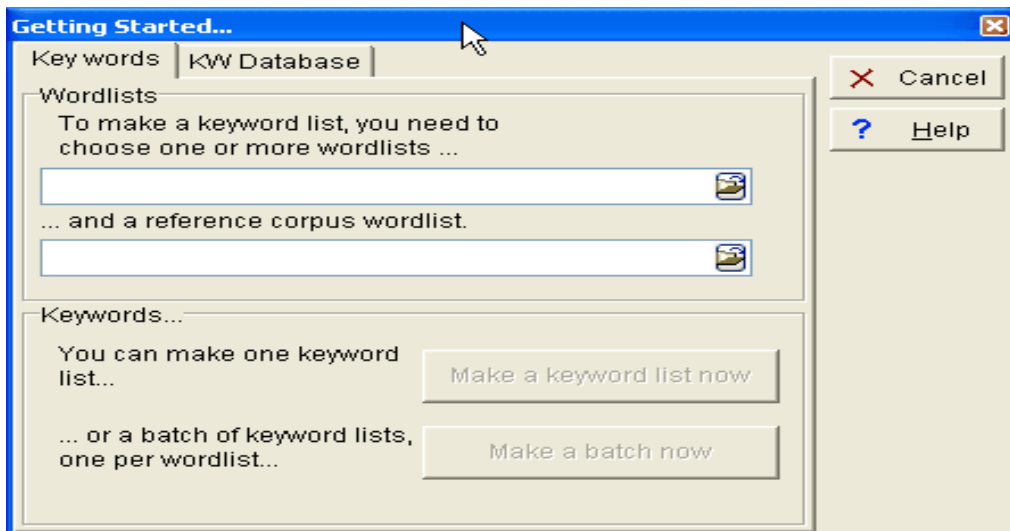 Getting Started...
Key words
KW Database
Cancel
Help
Wordlists
To make a keyword list, you need to
choose one or more wordlists ...
... and a reference corpus wordlist.
Keywords...
You can make one keyword
list...
Make a keyword list now
... or a batch of keyword lists,
one per wordlist...
Make a batch now